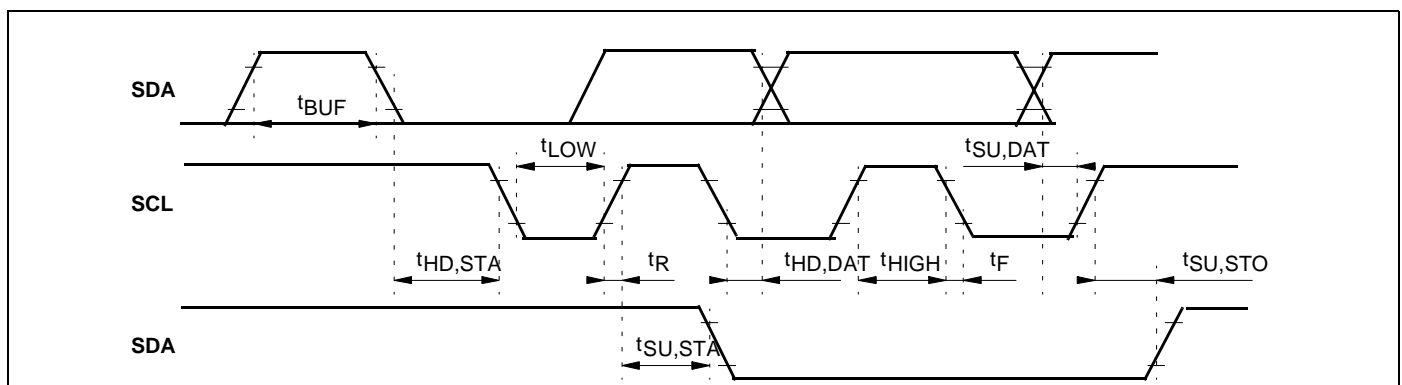 SDA
tBUF
tLOW
tSU,DAT
SCL
tHD,STA
tR
tHD,DAT
tHIGH
tF
tSU,STO
SDA
tSU,STA